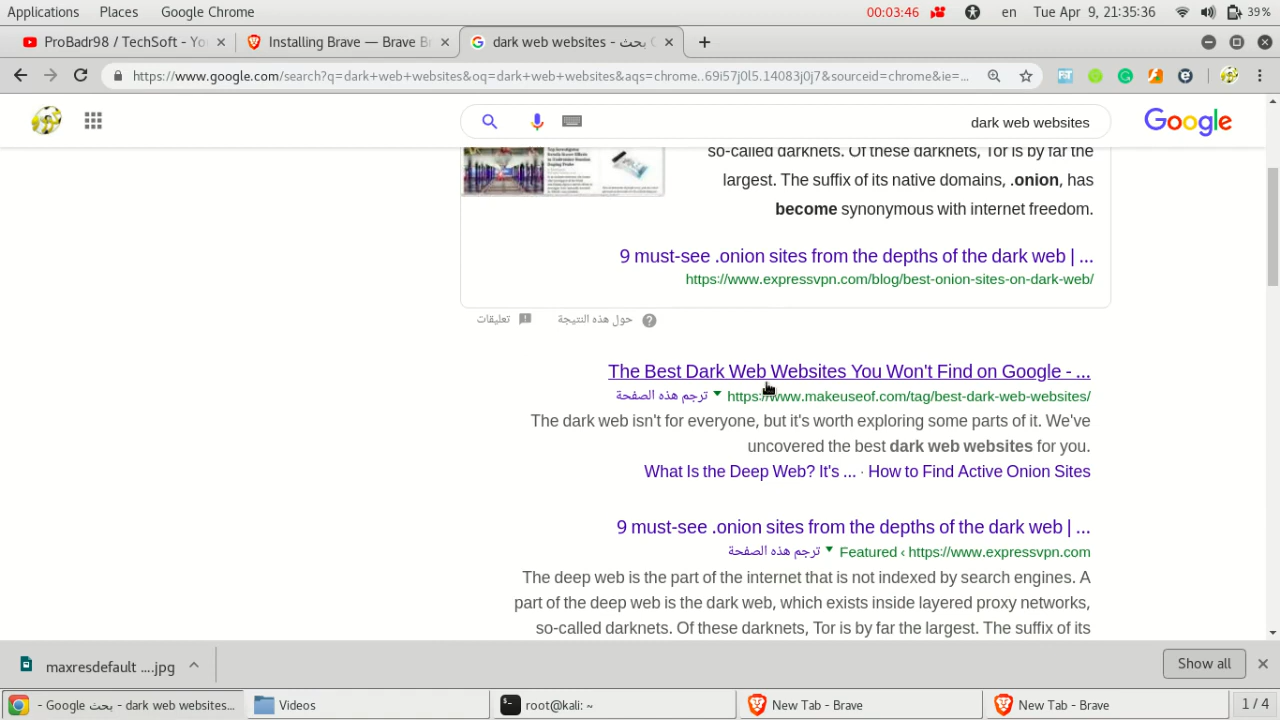 Applications Places Google Chrome 00:03:46 en Tue Apr 9, 21:35:36 39%
ProBadr98 / TechSoft - Yo Installing Brave — Brave B dark web websites - بحث G
https://www.google.com/search?q=dark+web+websites&oq=dark+web+websites&aqs=chrome..69i57j0l5.14083j0j7&sourceid=chrome&ie=...
dark web websites Google
so-called darknets. Of these darknets, Tor is by far the
largest. The suffix of its native domains, .onion, has
become synonymous with internet freedom.
9 must-see .onion sites from the depths of the dark web | ...
https://www.expressvpn.com/blog/best-onion-sites-on-dark-web/
حول هذه النتيجة تعليقات
The Best Dark Web Websites You Won't Find on Google - ...
https://www.makeuseof.com/tag/best-dark-web-websites/ ترجم هذه الصفحة
The dark web isn't for everyone, but it's worth exploring some parts of it. We've
uncovered the best dark web websites for you.
What Is the Deep Web? It's ... · How to Find Active Onion Sites
9 must-see .onion sites from the depths of the dark web | ...
Featured ‹ https://www.expressvpn.com ترجم هذه الصفحة
The deep web is the part of the internet that is not indexed by search engines. A
part of the deep web is the dark web, which exists inside layered proxy networks,
so-called darknets. Of these darknets, Tor is by far the largest. The suffix of its
maxresdefault ....jpg Show all
- Google بحث - dark web websites... Videos root@kali: ~ New Tab - Brave New Tab - Brave 1 / 4